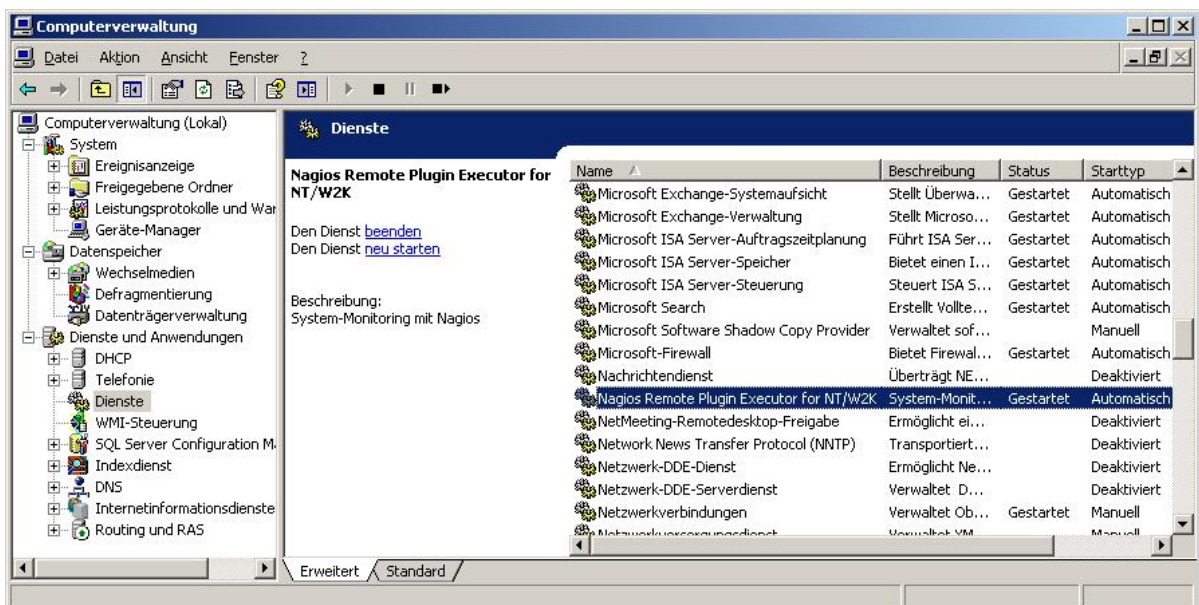 Computerverwaltung
Datei Aktion Ansicht Fenster ?
Computerverwaltung (Lokal)
System
Ereignisanzeige
Freigegebene Ordner
Leistungsprotokolle und War
Geräte-Manager
Datenspeicher
Wechselmedien
Defragmentierung
Datenträgerverwaltung
Dienste und Anwendungen
DHCP
Telefonie
Dienste
WMI-Steuerung
SQL Server Configuration M
Indexdienst
DNS
Internetinformationsdienste
Routing und RAS
Dienste
Nagios Remote Plugin Executor for
NT/W2K
Den Dienst beenden
Den Dienst neu starten
Beschreibung:
System-Monitoring mit Nagios
Name Beschreibung Status Starttyp
Microsoft Exchange-Systemaufsicht Stellt Überwa... Gestartet Automatisch
Microsoft Exchange-Verwaltung Stellt Microso... Gestartet Automatisch
Microsoft ISA Server-Auftragszeitplanung Führt ISA Ser... Gestartet Automatisch
Microsoft ISA Server-Speicher Bietet einen I... Gestartet Automatisch
Microsoft ISA Server-Steuerung Steuert ISA S... Gestartet Automatisch
Microsoft Search Erstellt Vollte... Gestartet Automatisch
Microsoft Software Shadow Copy Provider Verwaltet sof... Manuell
Microsoft-Firewall Bietet Firewal... Gestartet Automatisch
Nachrichtendienst Überträgt NE... Deaktiviert
Nagios Remote Plugin Executor for NT/W2K System-Monit... Gestartet Automatisch
NetMeeting-Remotedesktop-Freigabe Ermöglicht ei... Deaktiviert
Network News Transfer Protocol (NNTP) Transportiert... Deaktiviert
Netzwerk-DDE-Dienst Ermöglicht Ne... Deaktiviert
Netzwerk-DDE-Serverdienst Verwaltet D... Deaktiviert
Netzwerkverbindungen Verwaltet Ob... Gestartet Manuell
Netzwerkversorgungsdienst Verwaltet XM... Manuell
Erweitert Standard